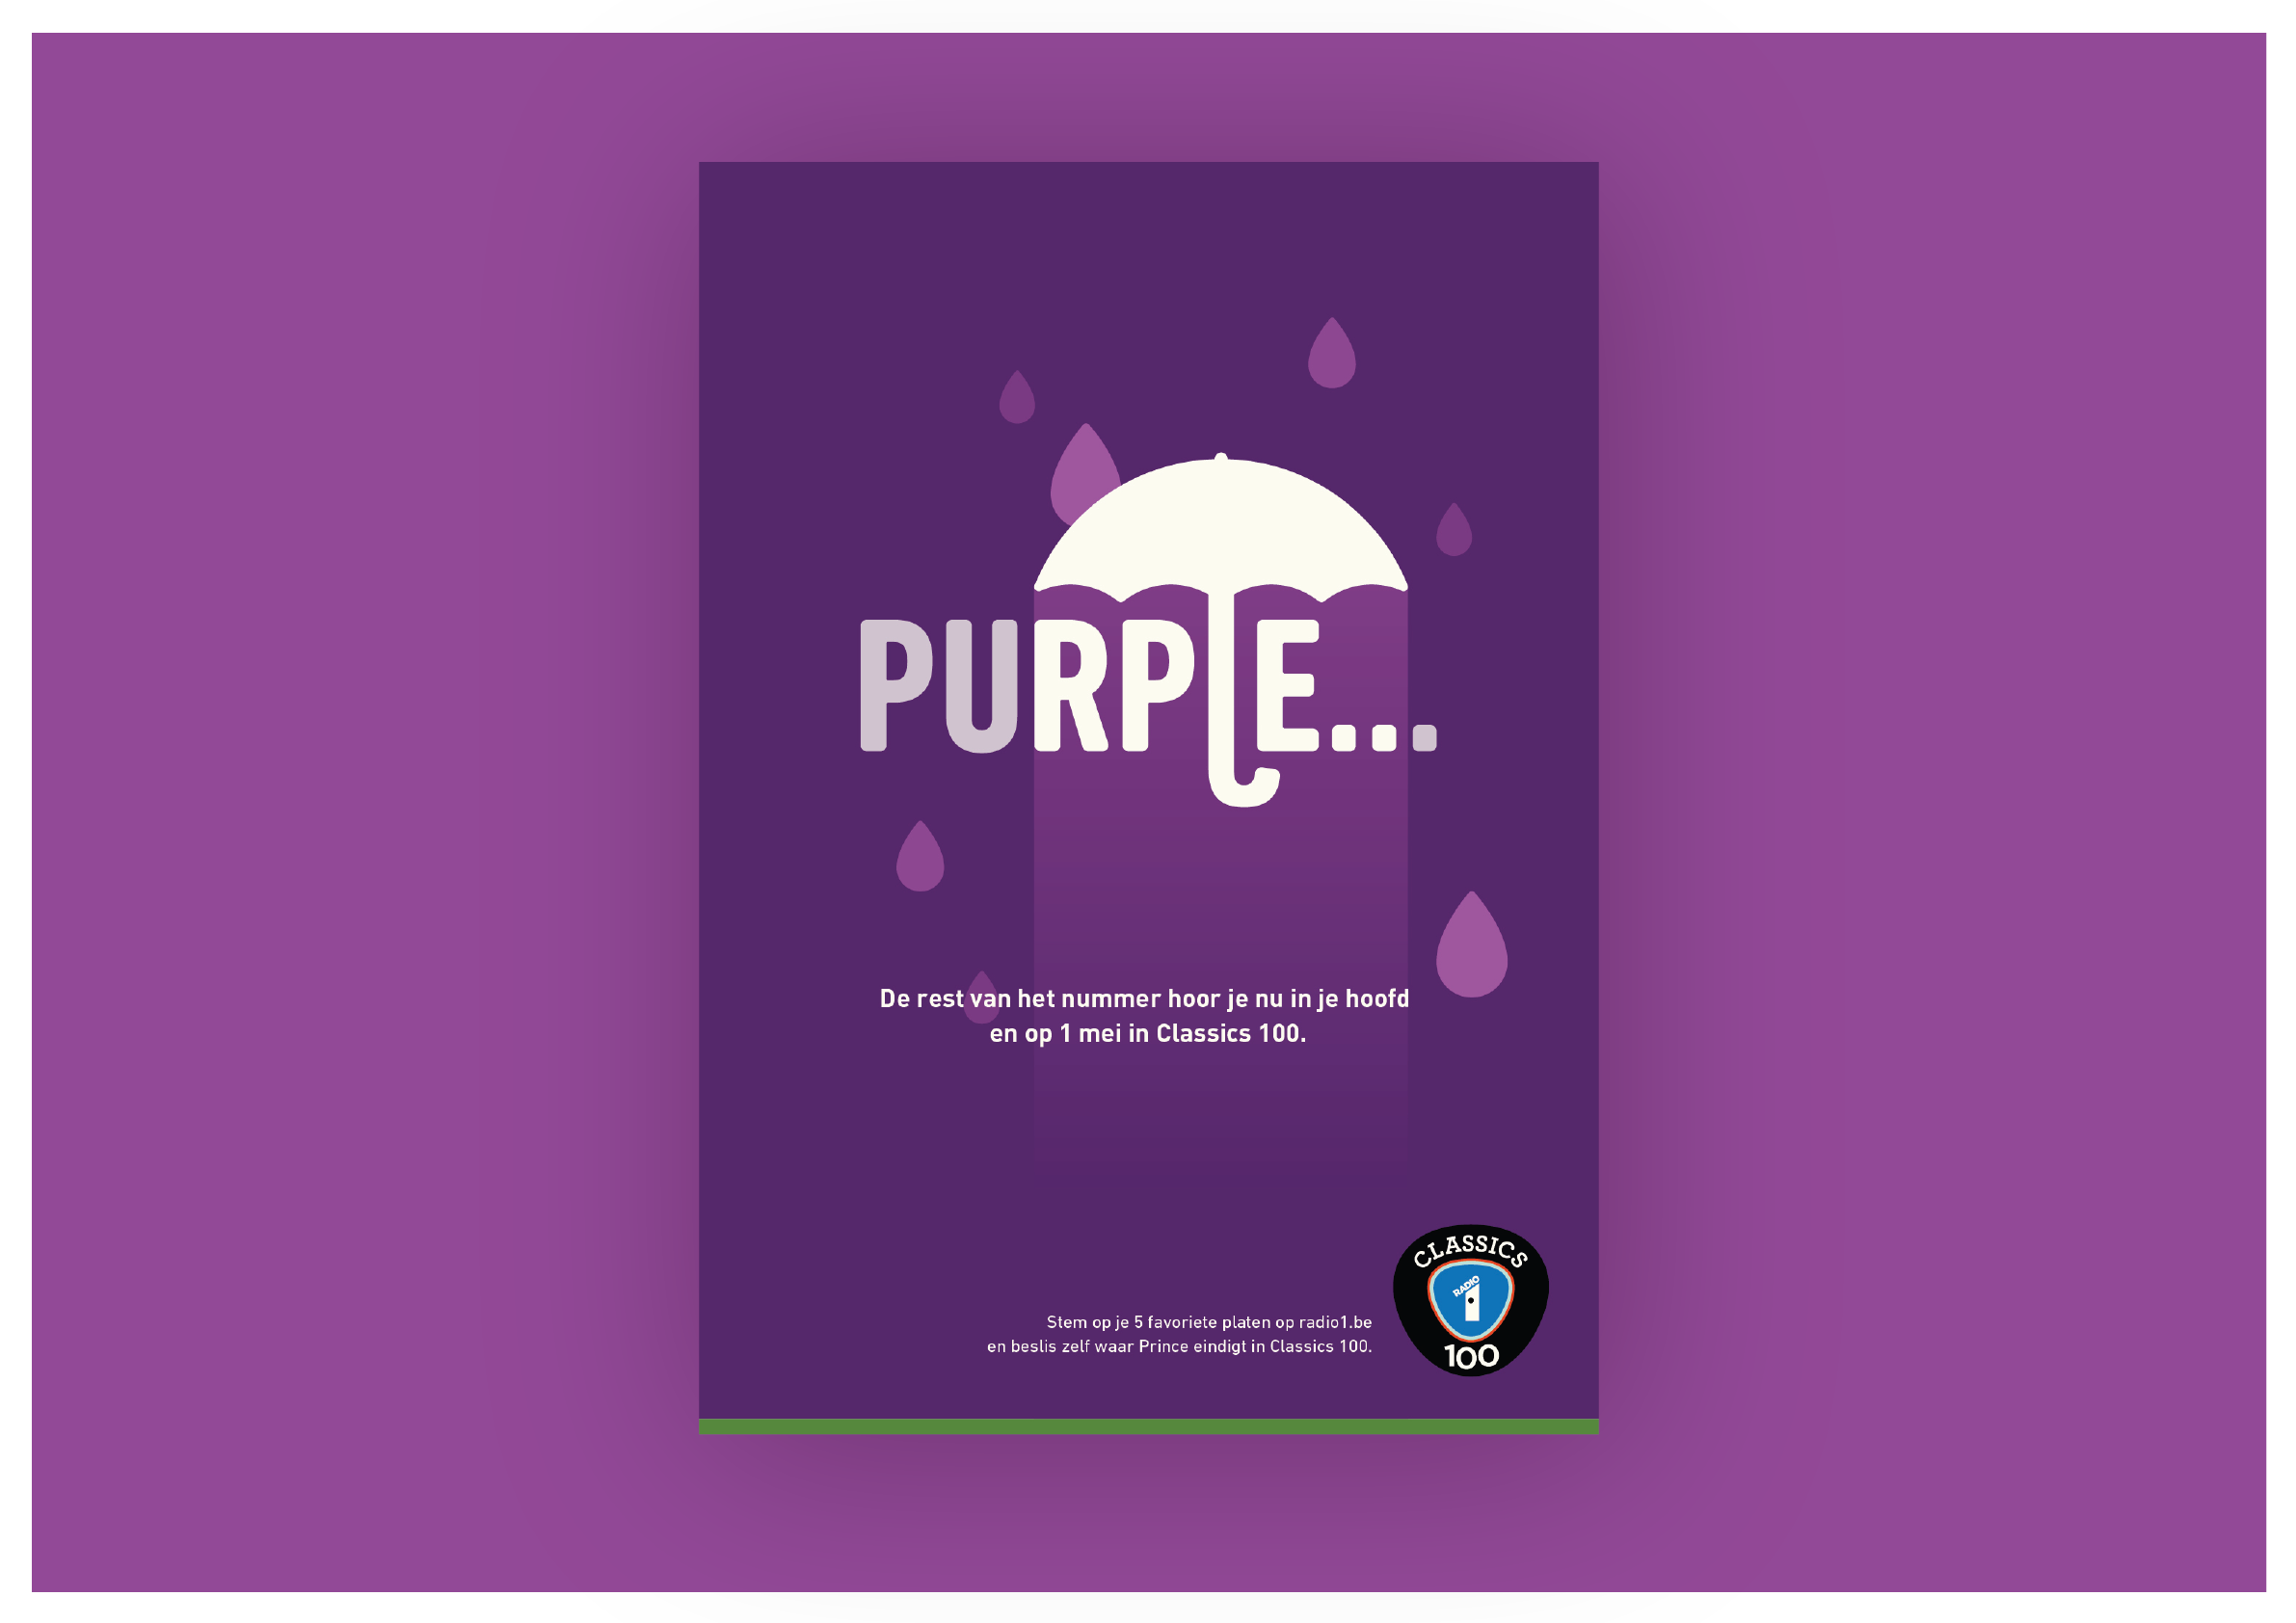 PURPLE...
De rest van het nummer hoor je nu in je hoofd
en op 1 mei in Classics 100.
Stem op je 5 favoriete platen op radio1.be
en beslis zelf waar Prince eindigt in Classics 100.
CLASSICS
RADIO
1
100